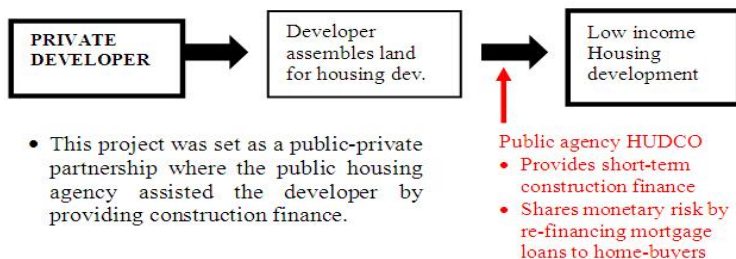 PRIVATE
DEVELOPER
Developer
assembles land
for housing dev.
Low income
Housing
development
• This project was set as a public-private
partnership where the public housing
agency assisted the developer by
providing construction finance.
Public agency HUDCO
• Provides short-term
construction finance
• Shares monetary risk by
re-financing mortgage
loans to home-buyers